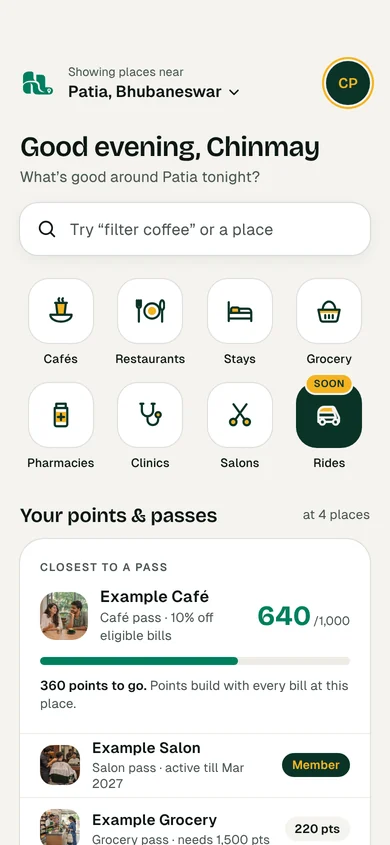 Showing places near
Patia, Bhubaneswar
CP
Good evening, Chinmay
What's good around Patia tonight?
Try “filter coffee” or a place
Cafés
Restaurants
Stays
Grocery
SOON
Pharmacies
Clinics
Salons
Rides
Your points & passes
at 4 places
CLOSEST TO A PASS
Example Café
Café pass · 10% off
eligible bills
640 /1,000
360 points to go. Points build with every bill at this
place.
Example Salon
Salon pass · active till Mar
2027
Member
Example Grocery
Grocery pass · needs 1,500 pts
220 pts